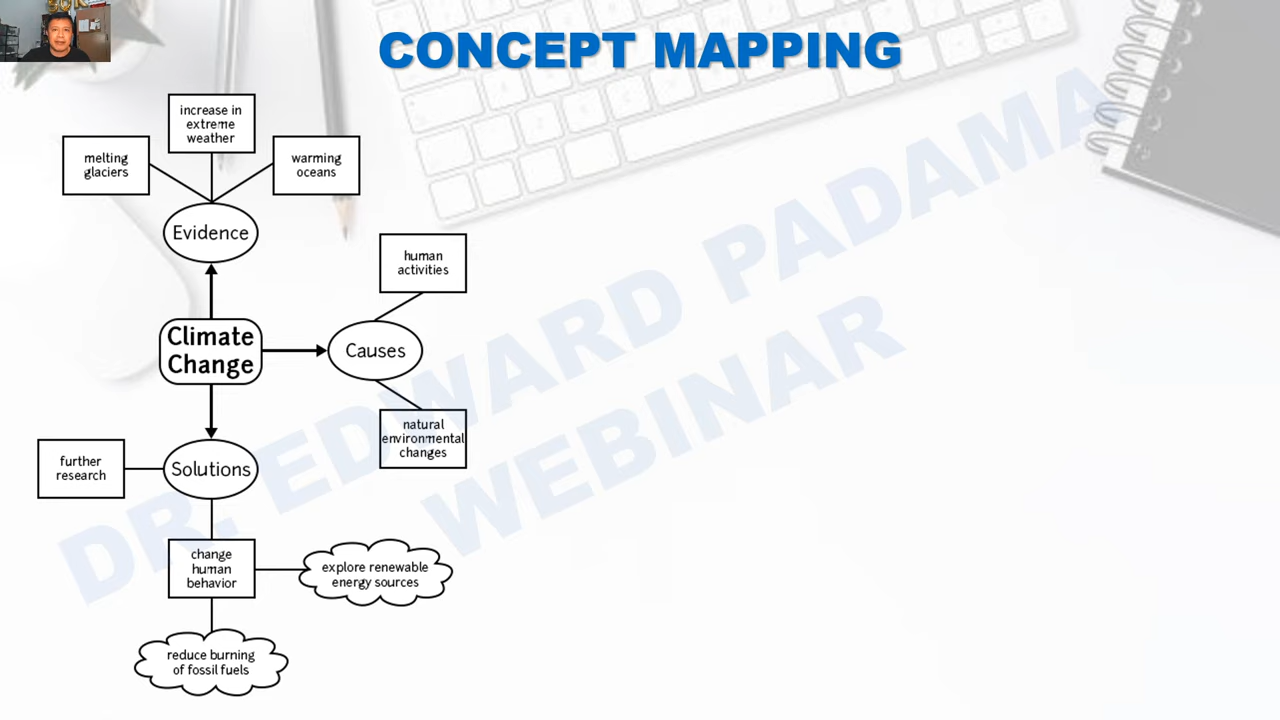 CONCEPT MAPPING
increase in
extreme
weather
melting
glaciers
warming
oceans
Evidence
human
activities
Climate
Change
Causes
natural
environmental
changes
further
research
Solutions
change
human
behavior
explore renewable
energy sources
reduce burning
of fossil fuels
DR. EDWARD PADAMA
WEBINAR